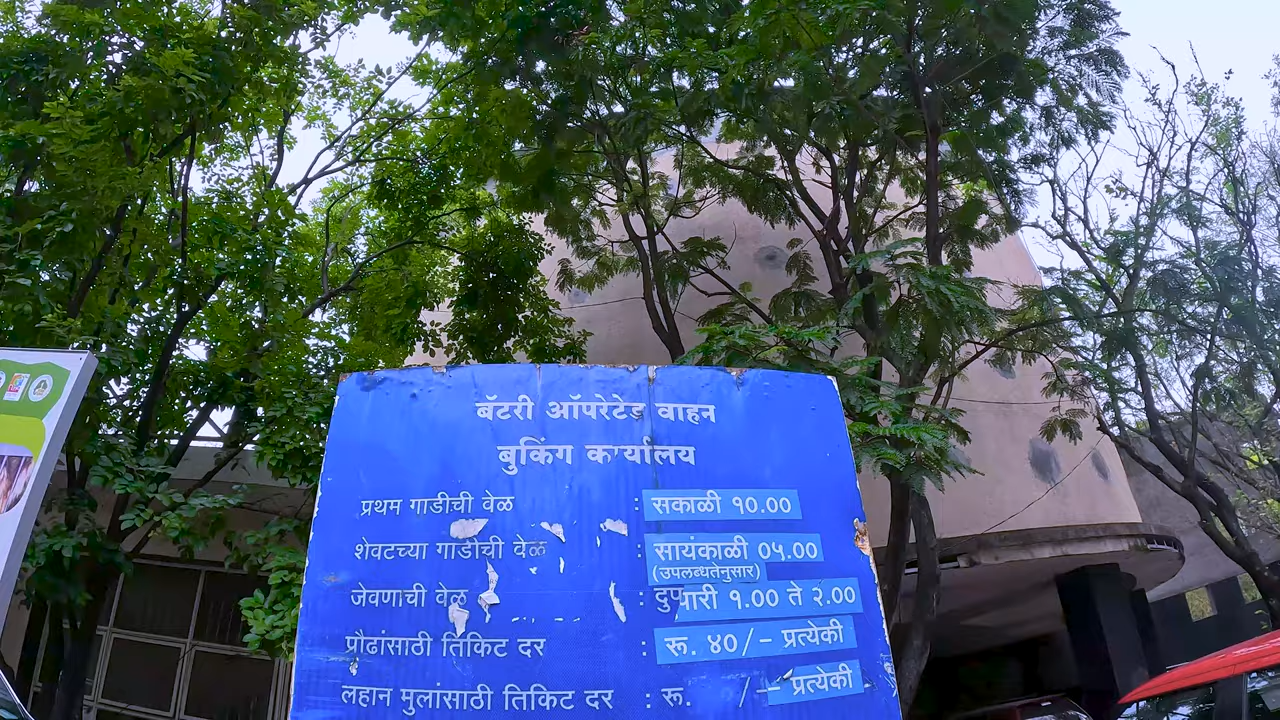 बॅटरी ऑपरेटेड वाहन
बुकिंग कार्यालय
प्रथम गाडीची वेळ : सकाळी १०.००
शेवटच्या गाडीची वेळ : सायंकाळी ०५.००
(उपलब्धतेनुसार)
जेवणाची वेळ : दुपारी १.०० ते २.००
प्रौढांसाठी तिकिट दर : रू. ४०/- प्रत्येकी
लहान मुलांसाठी तिकिट दर : रू. /- प्रत्येकी